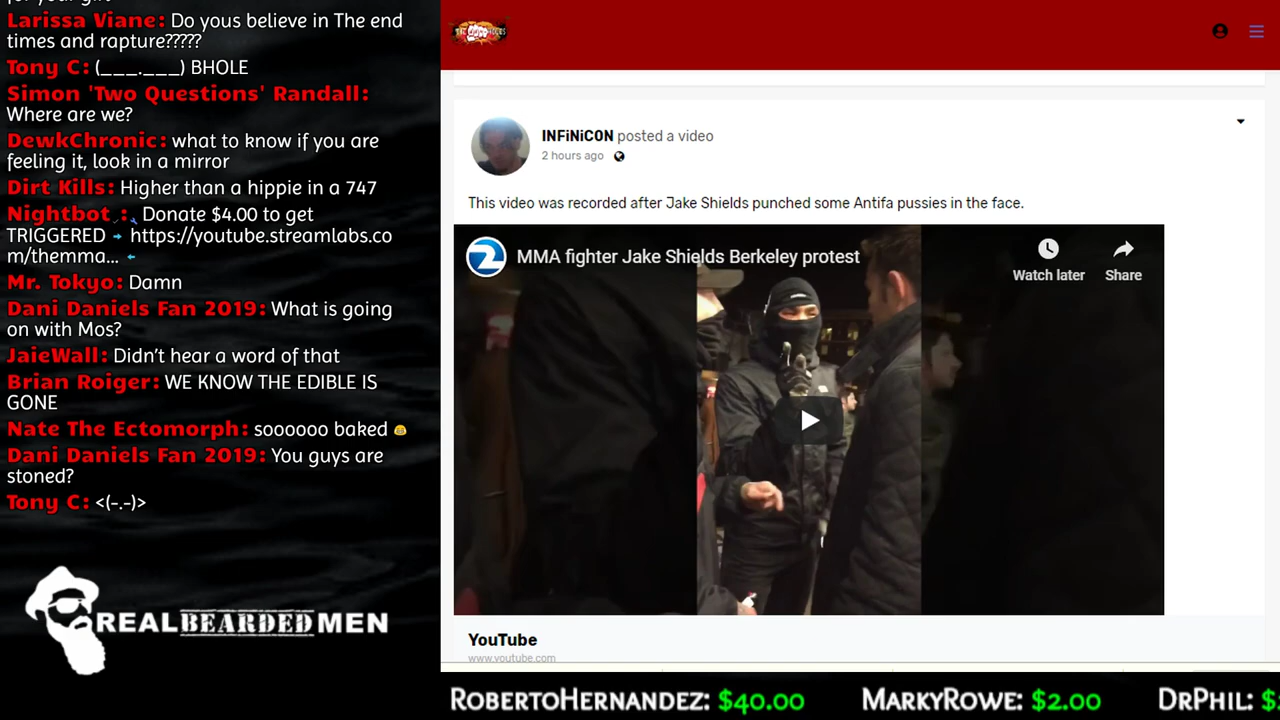 Larissa Viane: Do yous believe in The end
times and rapture?????
Tony C: (___.___) BHOLE
Simon 'Two Questions' Randall:
Where are we?
DewkChronic: what to know if you are
feeling it, look in a mirror
Dirt Kills: Higher than a hippie in a 747
Nightbot : Donate $4.00 to get
TRIGGERED https://youtube.streamlabs.co
m/themma...
Mr. Tokyo: Damn
Dani Daniels Fan 2019: What is going
on with Mos?
JaieWall: Didn't hear a word of that
Brian Roiger: WE KNOW THE EDIBLE IS
GONE
Nate The Ectomorph: soooooo baked
Dani Daniels Fan 2019: You guys are
stoned?
Tony C: <(-.-)>
REAL BEARDED MEN
INFiNiCON posted a video
2 hours ago
This video was recorded after Jake Shields punched some Antifa pussies in the face.
2
MMA fighter Jake Shields Berkeley protest
Watch later
Share
YouTube
www.youtube.com
RobertoHernandez: $40.00 MarkyRowe: $2.00 DrPhil: